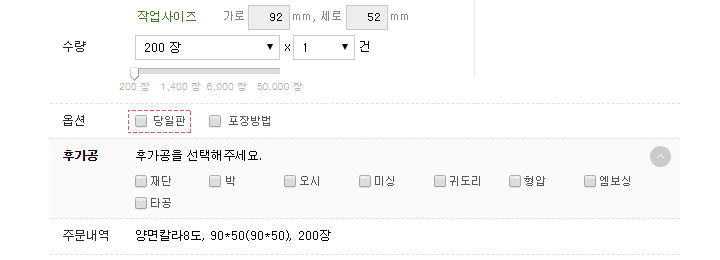 작업사이즈 가로 92 mm, 세로 52 mm
수량 200 장 x 1 건
200 장 1,400 장 6,000 장 50,000 장
옵션 당일판 포장방법
후가공 후가공을 선택해주세요.
재단 박 오시 미싱 귀도리 형압 엠보싱
타공
주문내역 양면칼라8도, 90*50(90*50), 200장